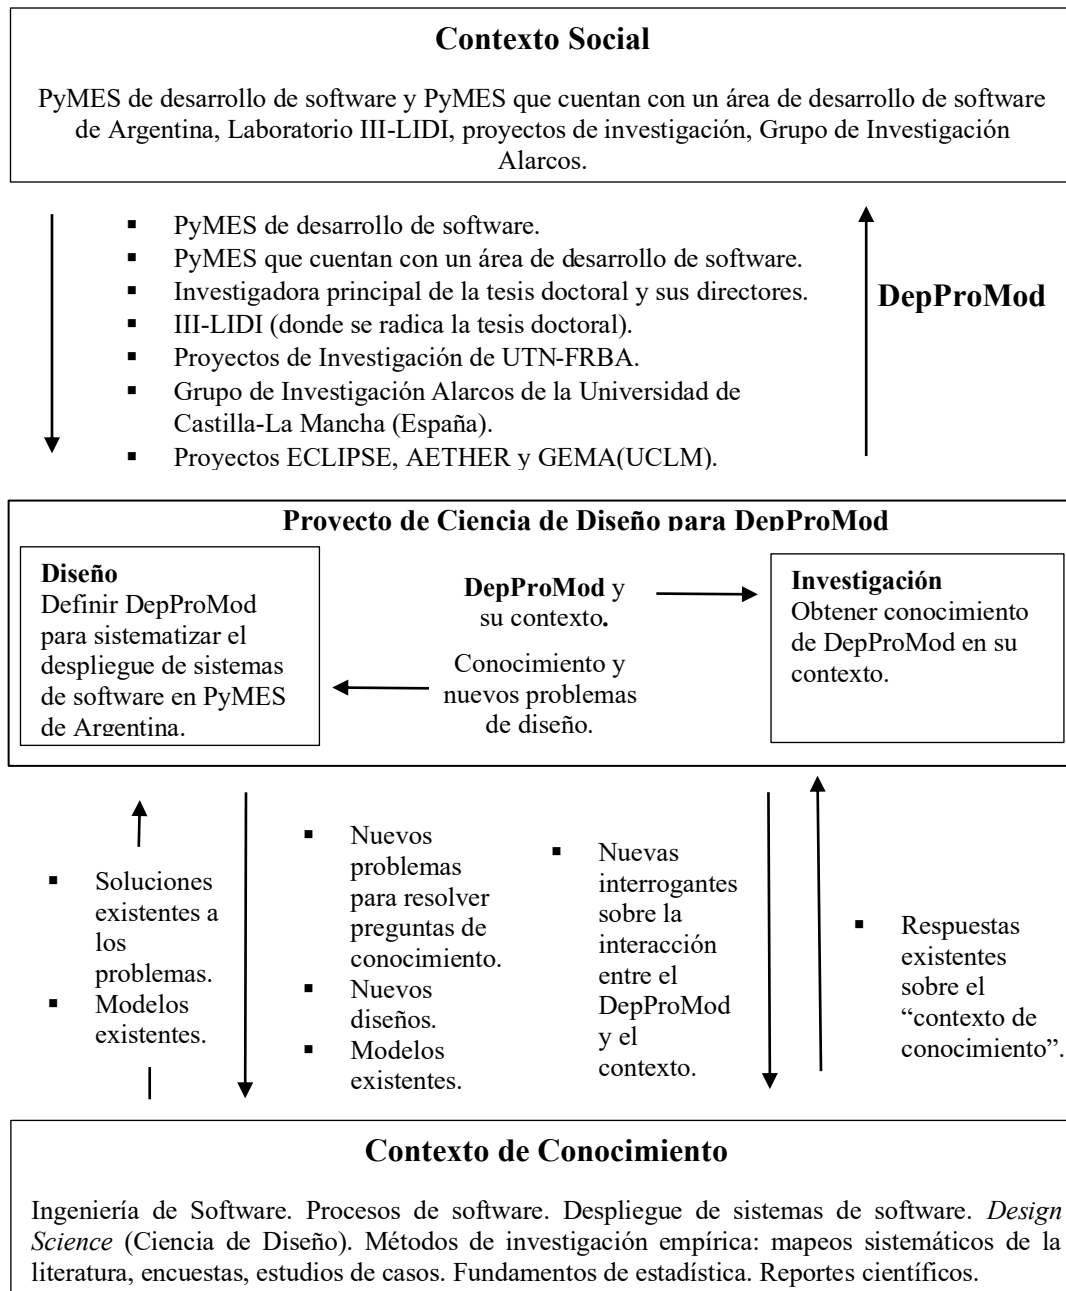 Contexto Social
PyMES de desarrollo de software y PyMES que cuentan con un área de desarrollo de software
de Argentina, Laboratorio III-LIDI, proyectos de investigación, Grupo de Investigación
Alarcos.
▪ PyMES de desarrollo de software.
▪ PyMES que cuentan con un área de desarrollo de software.
▪ Investigadora principal de la tesis doctoral y sus directores.
▪ III-LIDI (donde se radica la tesis doctoral).
▪ Proyectos de Investigación de UTN-FRBA.
▪ Grupo de Investigación Alarcos de la Universidad de
Castilla-La Mancha (España).
▪ Proyectos ECLIPSE, AETHER y GEMA(UCLM).
DepProMod
Proyecto de Ciencia de Diseño para DepProMod
Diseño
Definir DepProMod
para sistematizar el
despliegue de sistemas
de software en PyMES
de Argentina.
DepProMod y
su contexto.
Conocimiento y
nuevos problemas
de diseño.
Investigación
Obtener conocimiento
de DepProMod en su
contexto.
▪ Soluciones
existentes a
los
problemas.
▪ Modelos
existentes.
▪ Nuevos
problemas
para resolver
preguntas de
conocimiento.
▪ Nuevos
diseños.
▪ Modelos
existentes.
▪ Nuevas
interrogantes
sobre la
interacción
entre el
DepProMod
y el
contexto.
▪ Respuestas
existentes
sobre el
“contexto de
conocimiento”.
Contexto de Conocimiento
Ingeniería de Software. Procesos de software. Despliegue de sistemas de software. Design
Science (Ciencia de Diseño). Métodos de investigación empírica: mapeos sistemáticos de la
literatura, encuestas, estudios de casos. Fundamentos de estadística. Reportes científicos.